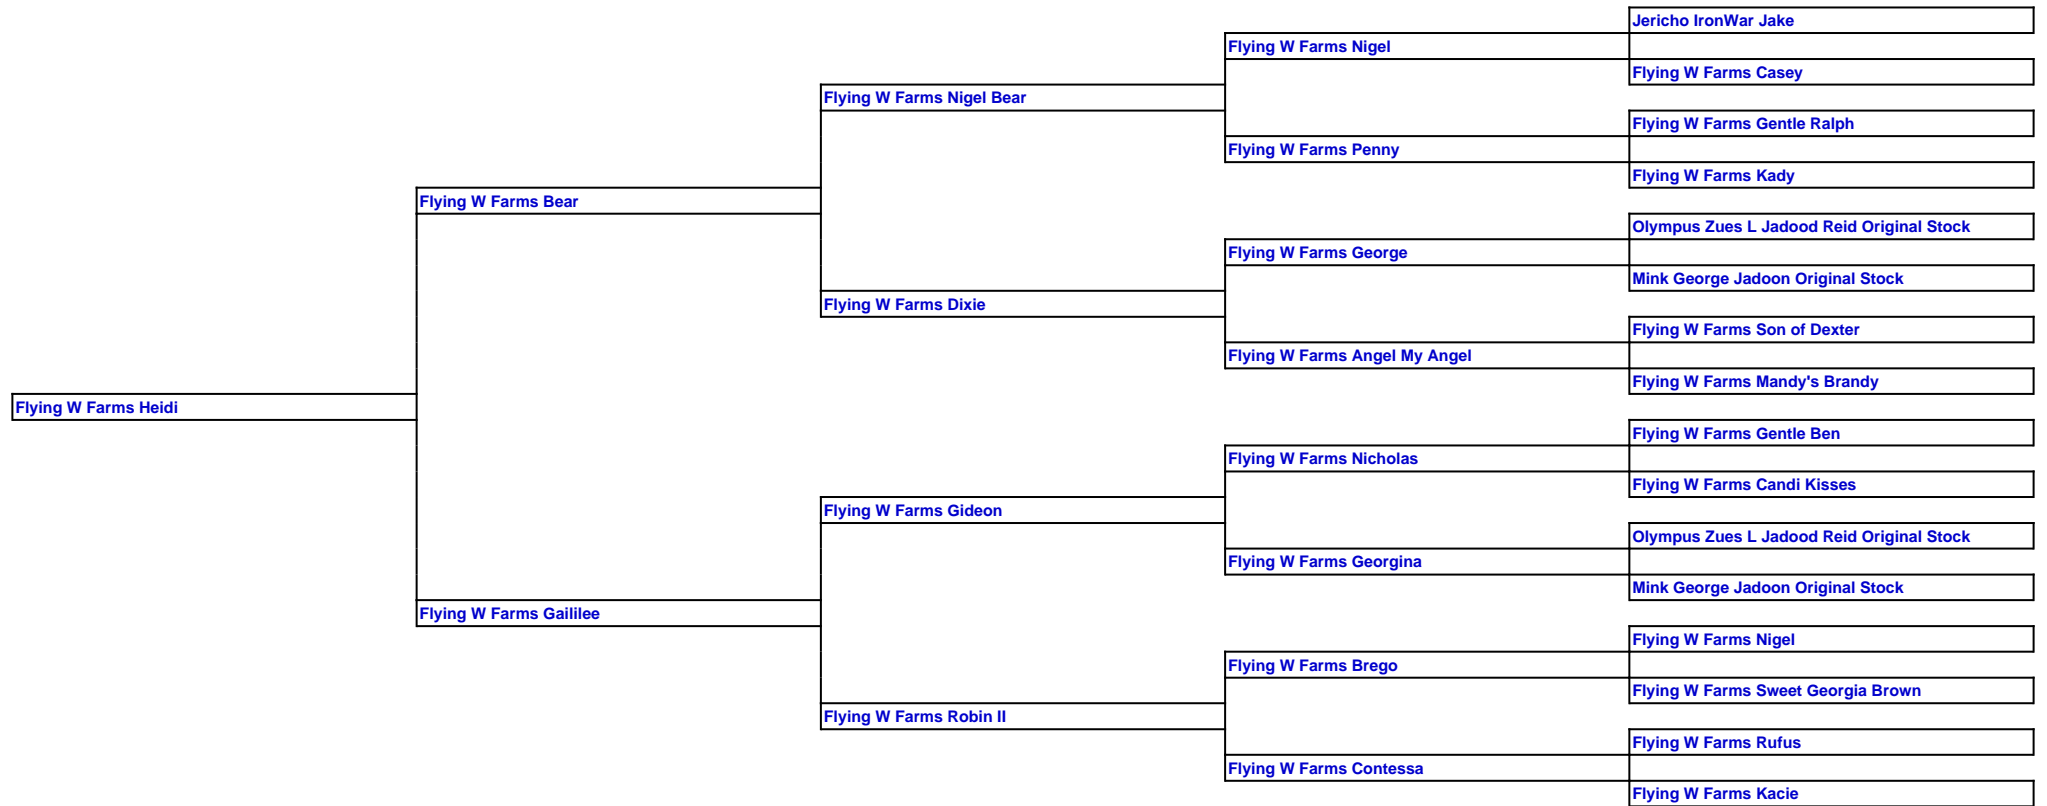 Jericho IronWar Jake
Flying W Farms Nigel
Flying W Farms Casey
Flying W Farms Nigel Bear
Flying W Farms Gentle Ralph
Flying W Farms Penny
Flying W Farms Kady
Flying W Farms Bear
Olympus Zues L Jadood Reid Original Stock
Flying W Farms George
Mink George Jadoon Original Stock
Flying W Farms Dixie
Flying W Farms Son of Dexter
Flying W Farms Angel My Angel
Flying W Farms Mandy's Brandy
Flying W Farms Heidi
Flying W Farms Gentle Ben
Flying W Farms Nicholas
Flying W Farms Candi Kisses
Flying W Farms Gideon
Olympus Zues L Jadood Reid Original Stock
Flying W Farms Georgina
Mink George Jadoon Original Stock
Flying W Farms Gaililee
Flying W Farms Nigel
Flying W Farms Brego
Flying W Farms Sweet Georgia Brown
Flying W Farms Robin II
Flying W Farms Rufus
Flying W Farms Contessa
Flying W Farms Kacie